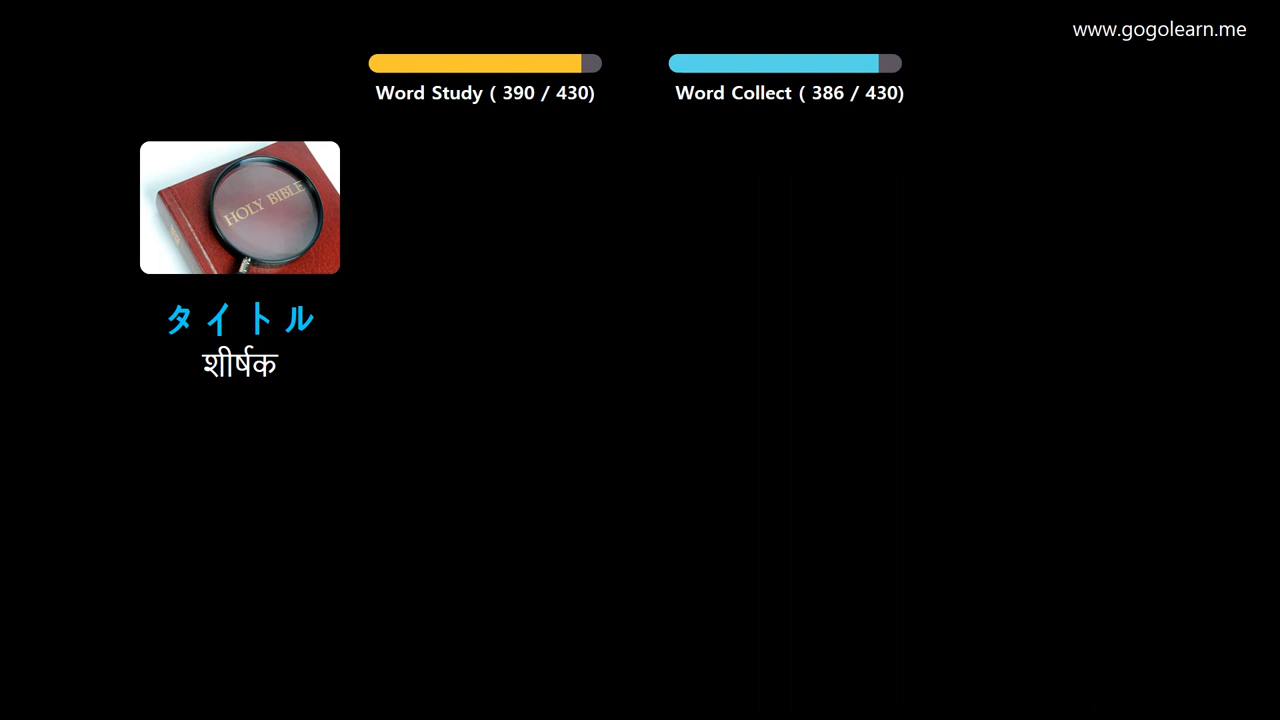 www.gogolearn.me
Word Study ( 390 / 430)
Word Collect ( 386 / 430)
HOLY BIBLE
タイトル
शीर्षक